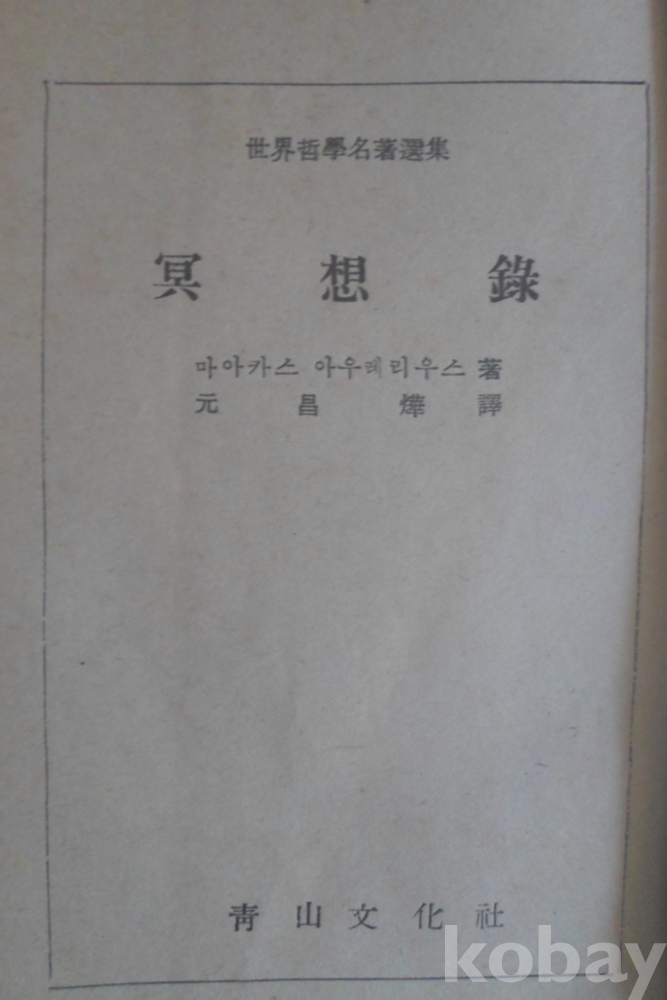 世界哲學名著選集
冥想錄
마아카스 아우레리우스 著
元昌燁譯
靑山文化社
kobay